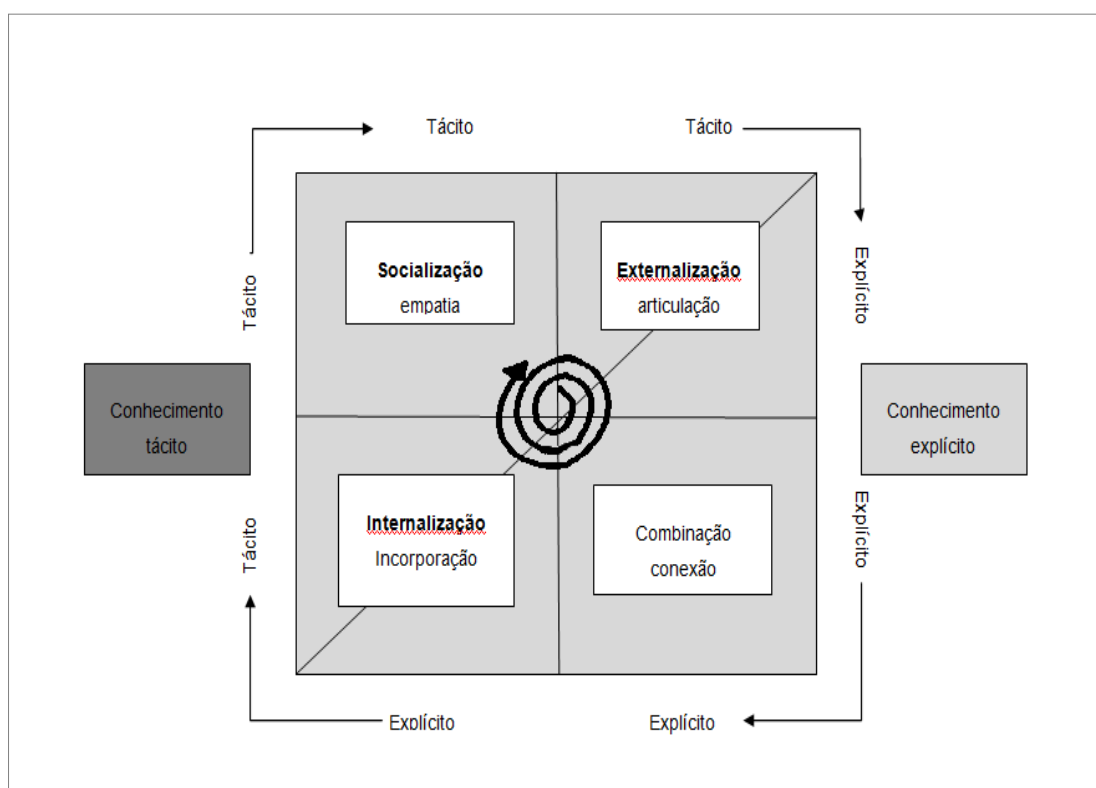 Tácito
Tácito
Tácito
Explícito
Socialização
empatia
Externalização
articulação
Conhecimento
tácito
Conhecimento
explícito
Internalização
Incorporação
Combinação
conexão
Tácito
Explícito
Explícito
Explícito